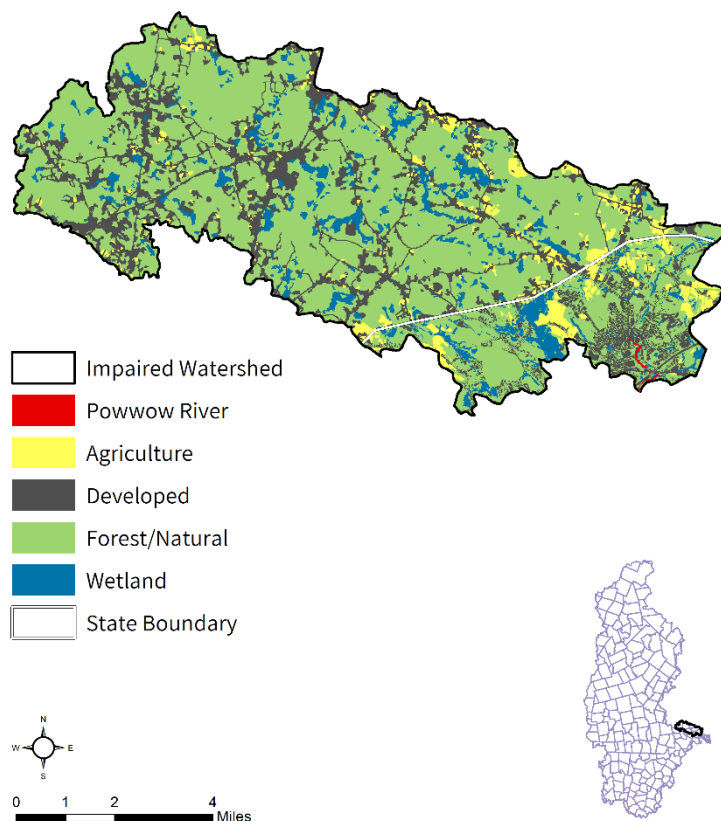 Impaired Watershed
Powwow River
Agriculture
Developed
Forest/Natural
Wetland
State Boundary
N
W E
S
0 1 2 4
Miles